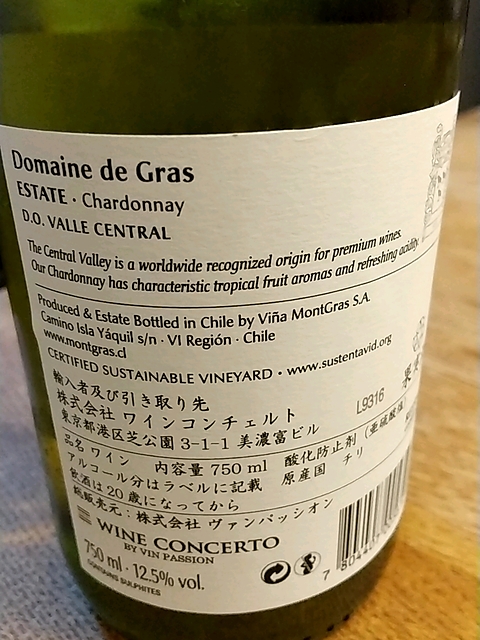 Domaine de Gras
ESTATE · Chardonnay
D.O. VALLE CENTRAL
The Central Valley is a worldwide recognized origin for premium wines.
Our Chardonnay has characteristic tropical fruit aromas and refreshing acidity.
Produced & Estate Bottled in Chile by Viña MontGras S.A.
Camino Isla Yáquil s/n · VI Región · Chile
www.montgras.cl
CERTIFIED SUSTAINABLE VINEYARD · www.sustentavid.org
輸入者及び引き取り先
株式会社 ワインコンチェルト
L9316
東京都港区芝公園 3-1-1 美濃富ビル
品名 ワイン 内容量 750 ml 酸化防止剤 (亜硫酸塩
アルコール分はラベルに記載 原産国 チリ
飲酒は20歳になってから
総販売元：株式会社 ヴァンパッシオン
WINE CONCERTO
BY VIN PASSION
750 ml · 12.5% vol.
CONTAINS SULPHITES
7 80440